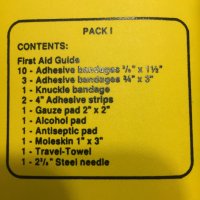 PACK I
CONTENTS:
First Aid Guide
10 - Adhesive bandages ³/₈" x 1½"
3 - Adhesive bandages ¾" x 3"
1 - Knuckle bandage
2 - 4" Adhesive strips
1 - Gauze pad 2" x 2"
1 - Alcohol pad
1 - Antiseptic pad
1 - Moleskin 1" x 3"
1 - Travel-Towel
1 - 2³/₈" Steel needle